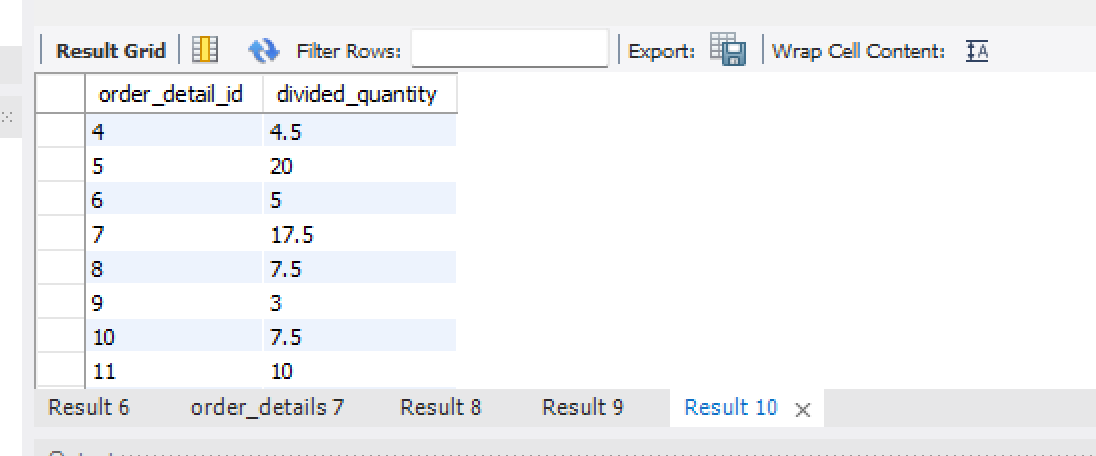 Result Grid Filter Rows: Export: Wrap Cell Content:
order_detail_id divided_quantity
4 4.5
5 20
6 5
7 17.5
8 7.5
9 3
10 7.5
11 10
Result 6 order_details 7 Result 8 Result 9 Result 10